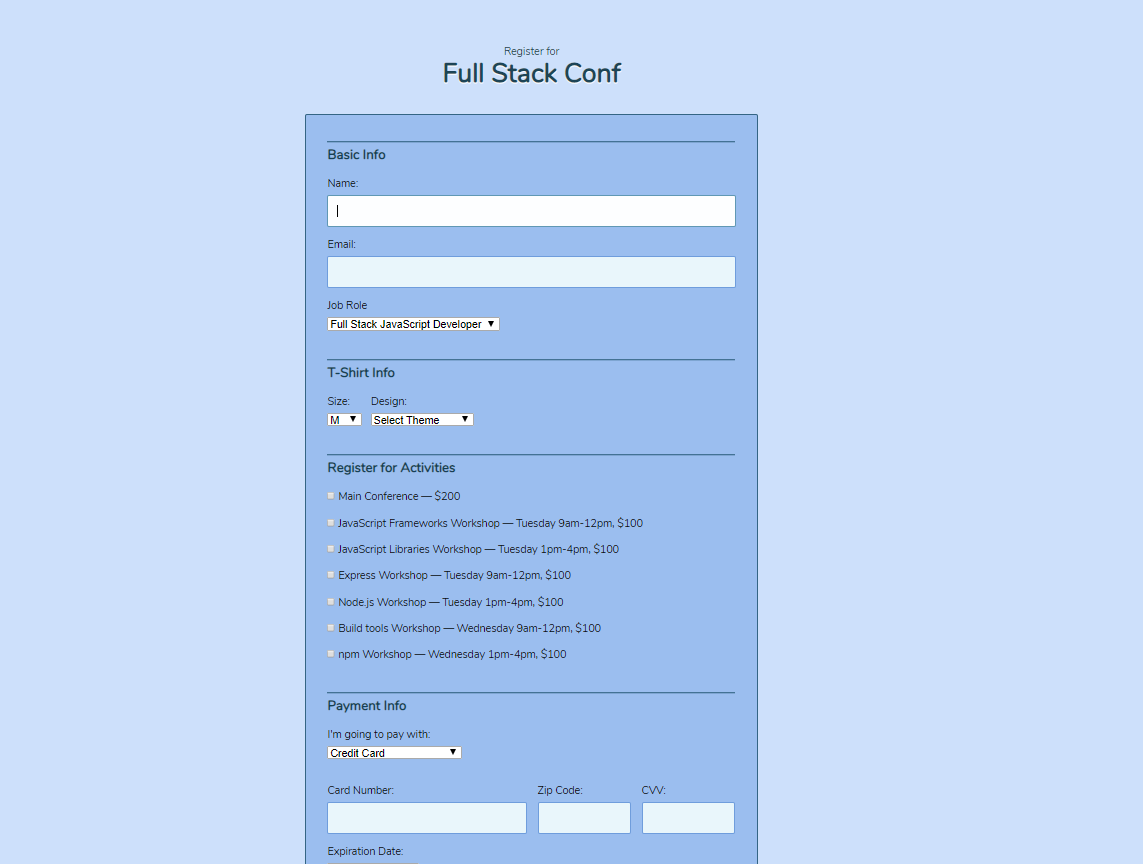 Register for
Full Stack Conf
Basic Info
Name:
Email:
Job Role
Full Stack JavaScript Developer
T-Shirt Info
Size: Design:
M Select Theme
Register for Activities
Main Conference — $200
JavaScript Frameworks Workshop — Tuesday 9am-12pm, $100
JavaScript Libraries Workshop — Tuesday 1pm-4pm, $100
Express Workshop — Tuesday 9am-12pm, $100
Node.js Workshop — Tuesday 1pm-4pm, $100
Build tools Workshop — Wednesday 9am-12pm, $100
npm Workshop — Wednesday 1pm-4pm, $100
Payment Info
I'm going to pay with:
Credit Card
Card Number: Zip Code: CVV:
Expiration Date: